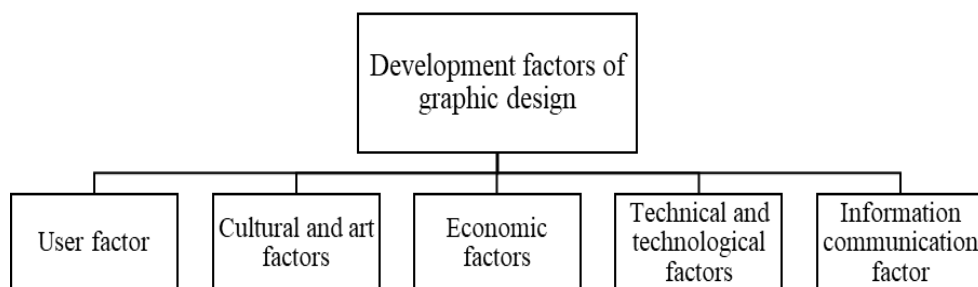 Development factors of
graphic design
User factor
Cultural and art
factors
Economic
factors
Technical and
technological
factors
Information
communication
factor